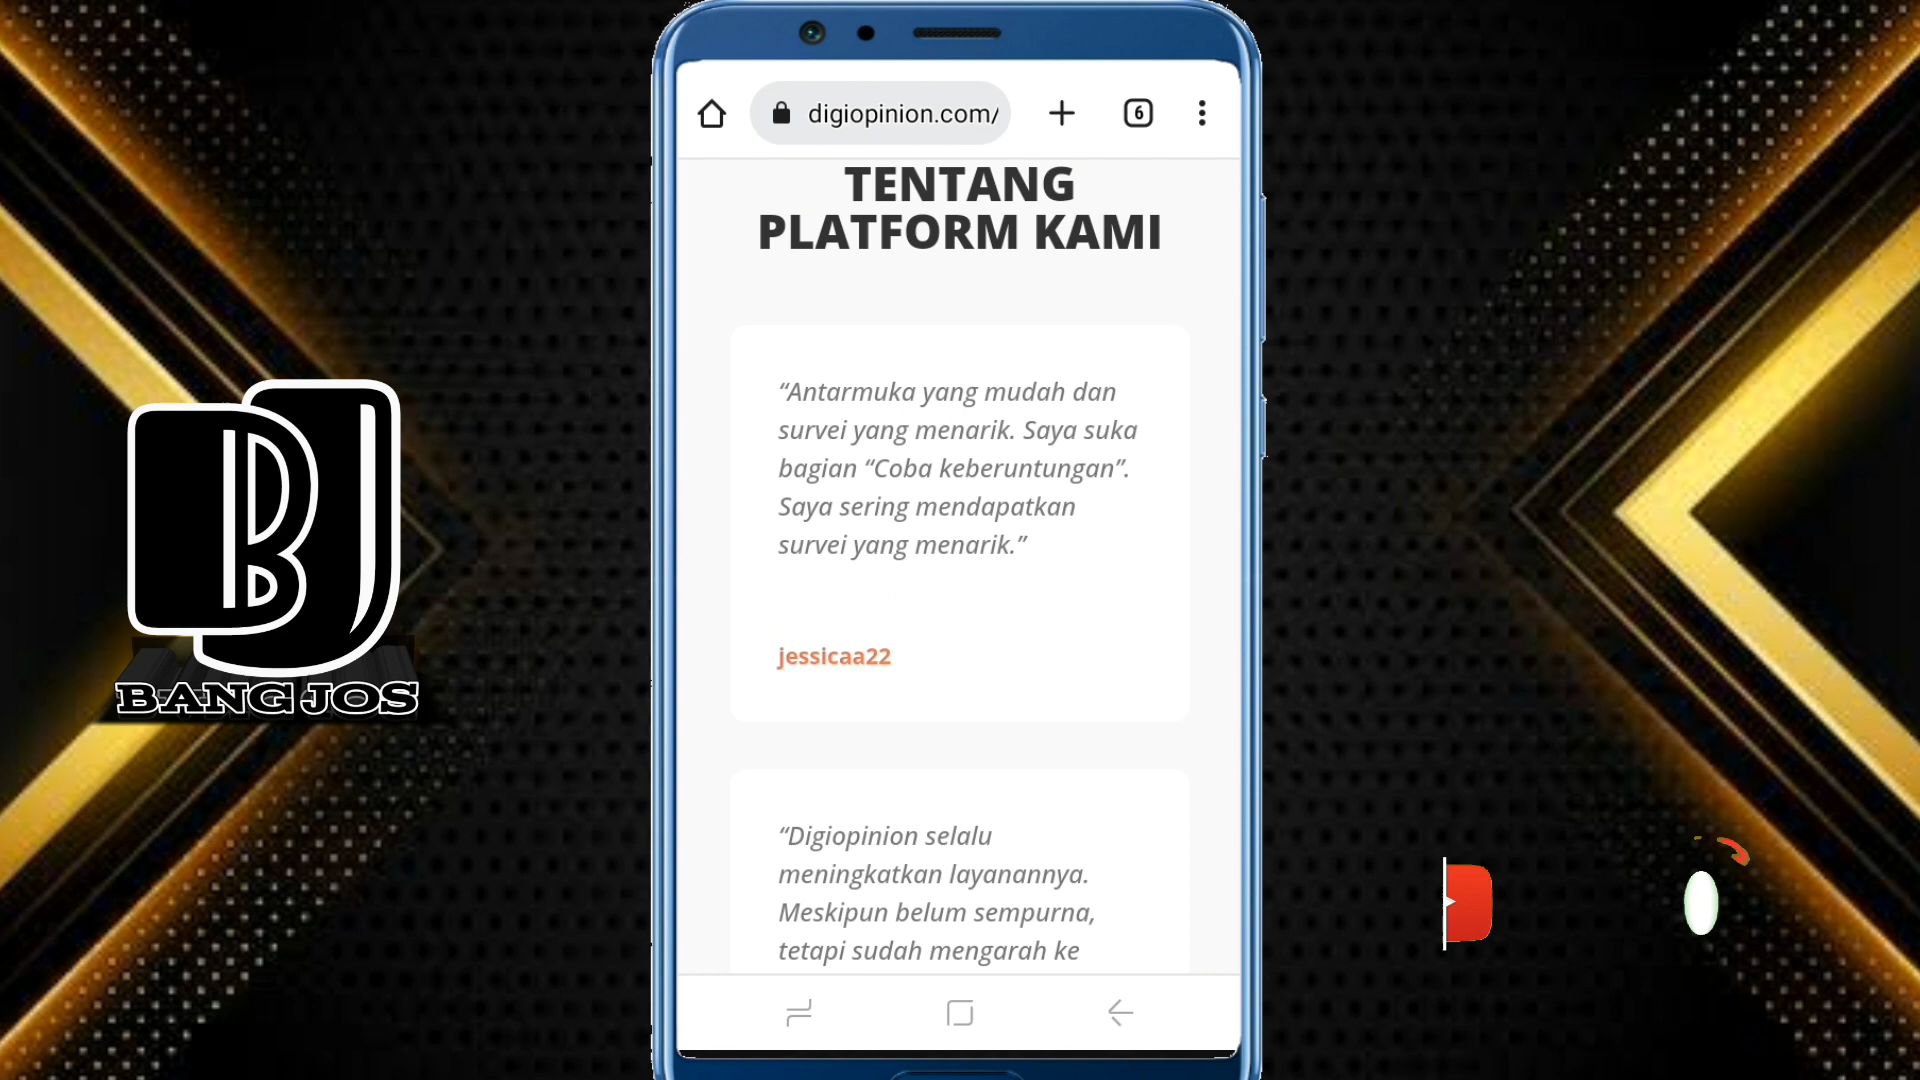 digiopinion.com/
6
TENTANG
PLATFORM KAMI
“Antarmuka yang mudah dan
survei yang menarik. Saya suka
bagian “Coba keberuntungan”.
Saya sering mendapatkan
survei yang menarik.”
jessicaa22
“Digiopinion selalu
meningkatkan layanannya.
Meskipun belum sempurna,
tetapi sudah mengarah ke
BJ
BANG JOS